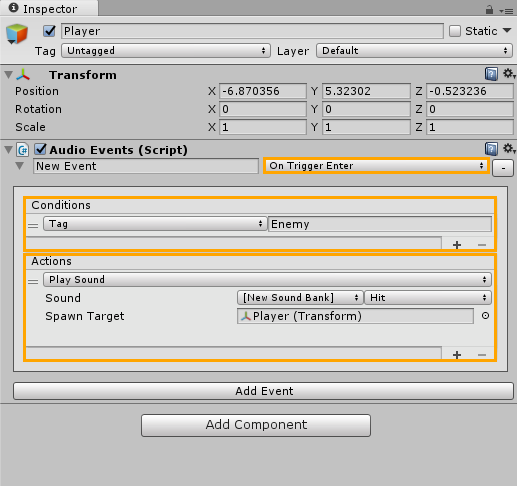 Inspector
Player Static
Tag Untagged Layer Default
Transform
Position X -6.870356 Y 5.32302 Z -0.523236
Rotation X 0 Y 0 Z 0
Scale X 1 Y 1 Z 1
Audio Events (Script)
New Event On Trigger Enter -
Conditions
Tag Enemy
+ -
Actions
Play Sound
Sound [New Sound Bank] Hit
Spawn Target Player (Transform)
+ -
Add Event
Add Component